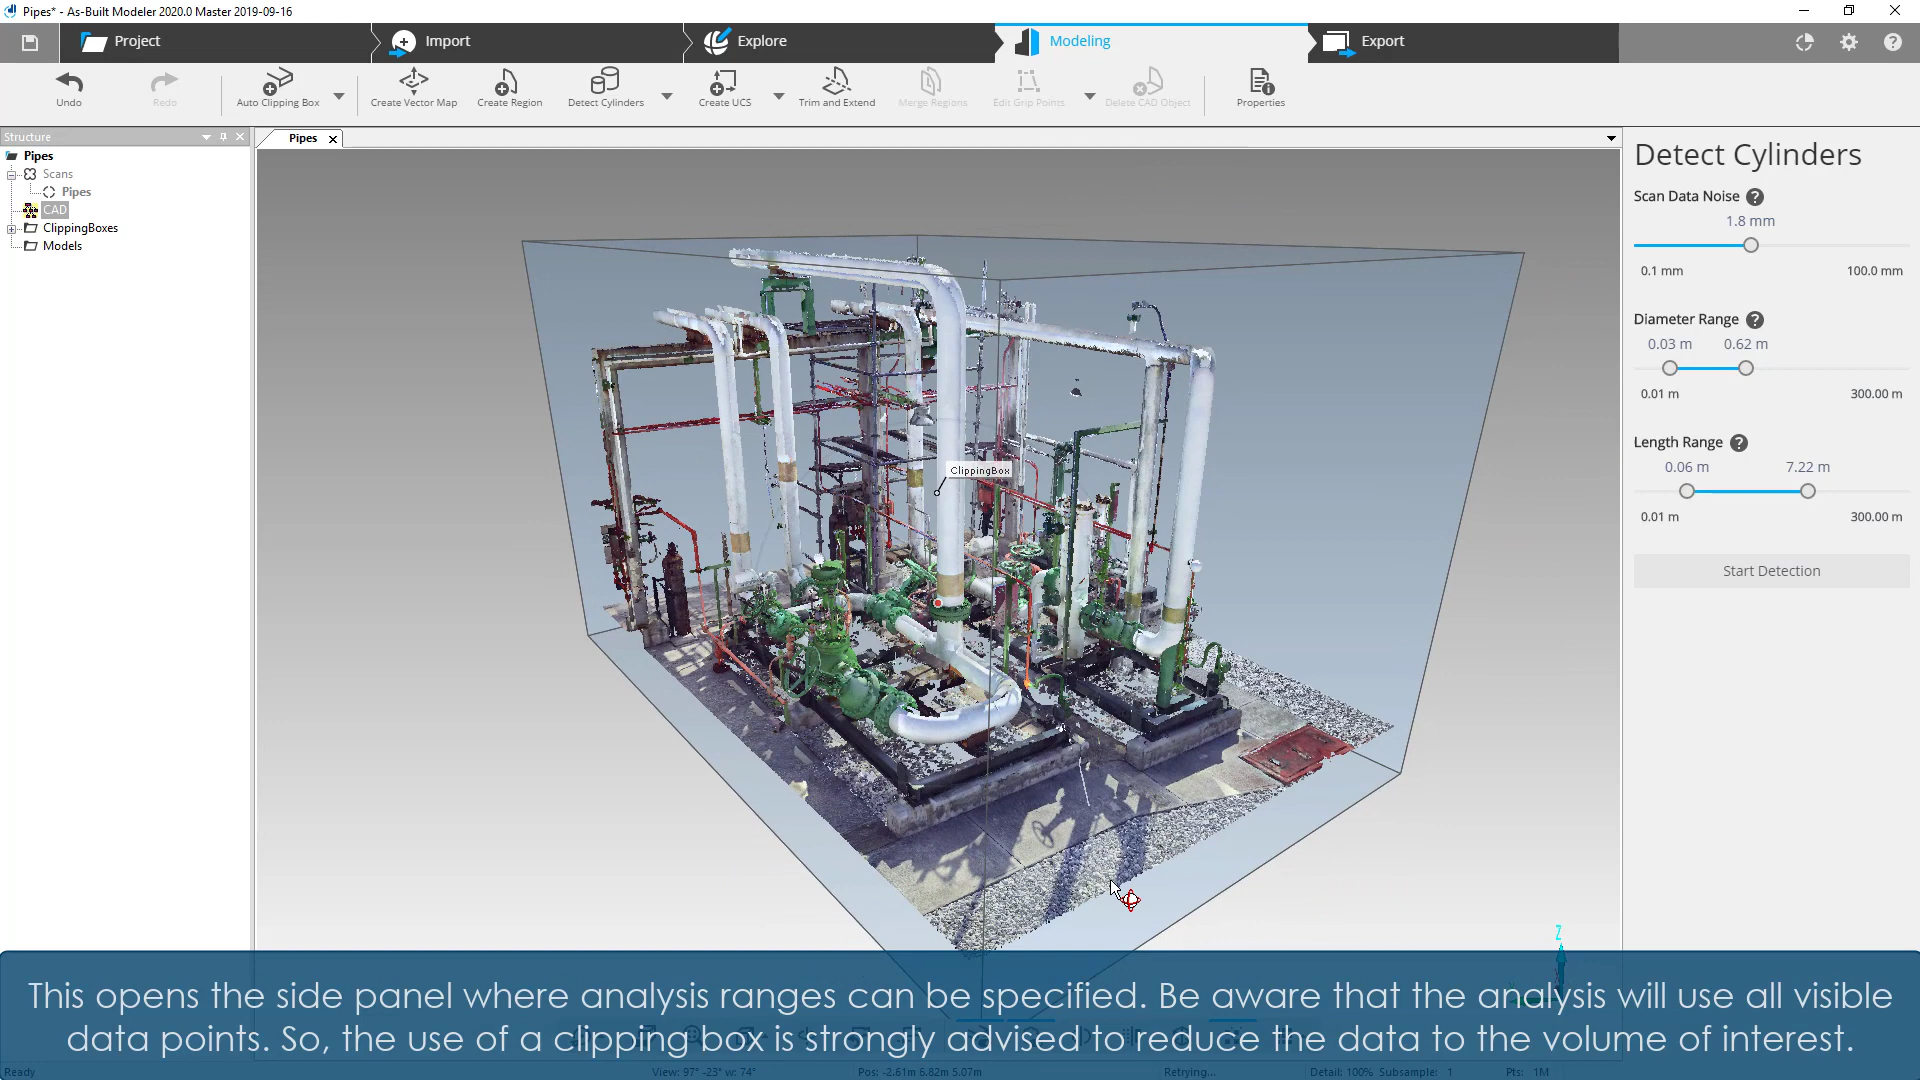 Pipes* - As-Built Modeler 2020.0 Master 2019-09-16
Project
Import
Explore
Modeling
Export
Undo
Redo
Auto Clipping Box
Create Vector Map
Create Region
Detect Cylinders
Create UCS
Trim and Extend
Merge Regions
Edit Grip Points
Delete CAD Object
Properties
Structure
Pipes
Scans
Pipes
CAD
ClippingBoxes
Models
Pipes
ClippingBox
Z
Detect Cylinders
Scan Data Noise
1.8 mm
0.1 mm 100.0 mm
Diameter Range
0.03 m 0.62 m
0.01 m 300.00 m
Length Range
0.06 m 7.22 m
0.01 m 300.00 m
Start Detection
This opens the side panel where analysis ranges can be specified. Be aware that the analysis will use all visible
data points. So, the use of a clipping box is strongly advised to reduce the data to the volume of interest.
Ready View: 97° -23° w: 74° Pos: -2.61m 6.82m 5.07m Retrying... Detail: 100% Subsample: 1 Pts: 1M